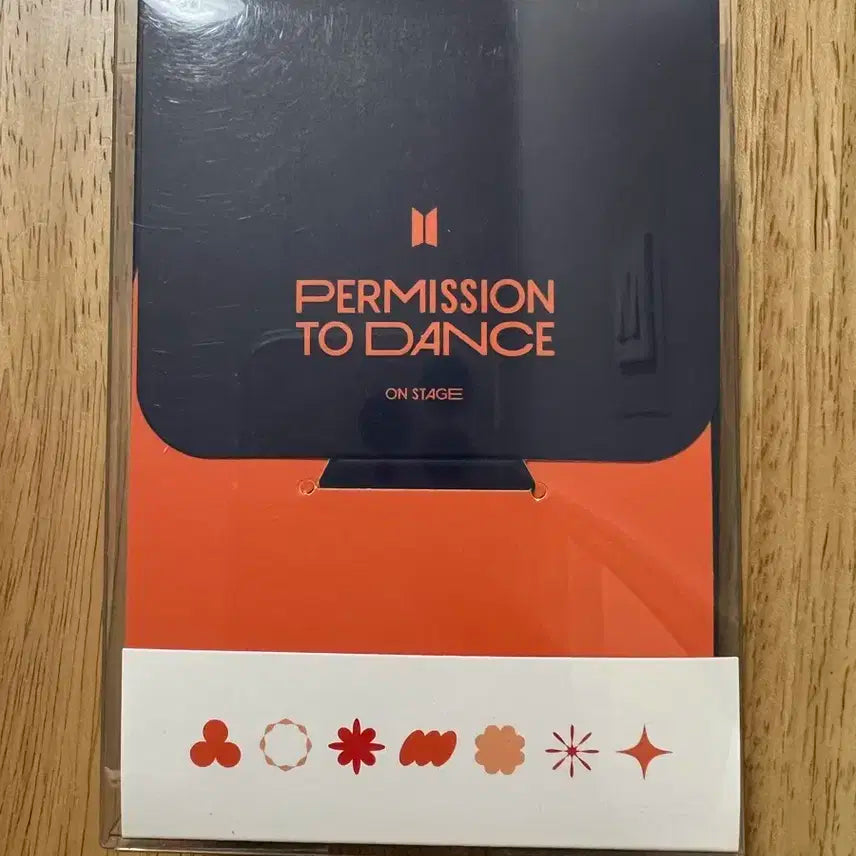 PERMISSION
TO DANCE
ON STAGE